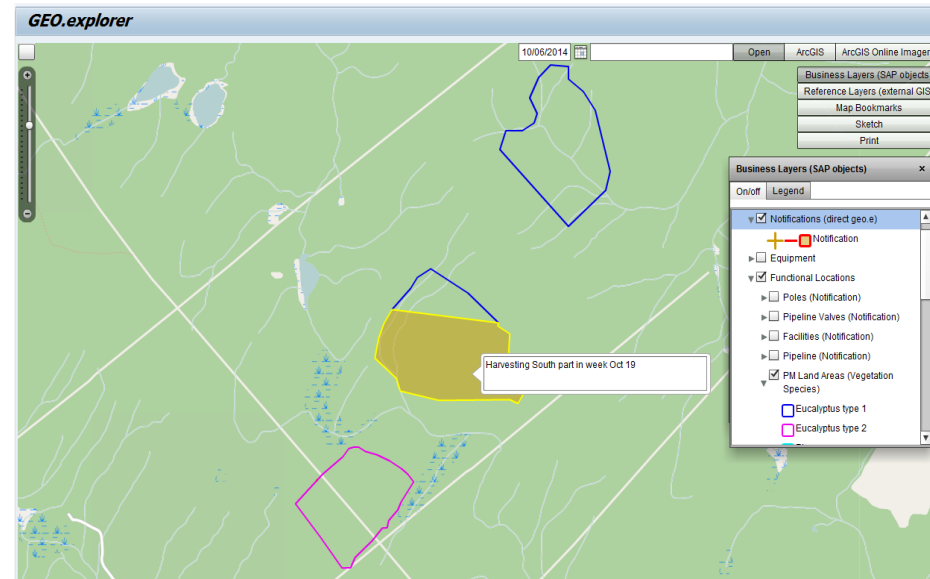 GEO.explorer
10/06/2014
Open
ArcGIS
ArcGIS Online Imager
Business Layers (SAP objects
Reference Layers (external GIS
Map Bookmarks
Sketch
Print
Business Layers (SAP objects)
x
On/off
Legend
Notifications (direct geo.e)
Notification
Equipment
Functional Locations
Poles (Notification)
Pipeline Valves (Notification)
Facilities (Notification)
Pipeline (Notification)
PM Land Areas (Vegetation
Species)
Eucalyptus type 1
Eucalyptus type 2
Harvesting South part in week Oct 19